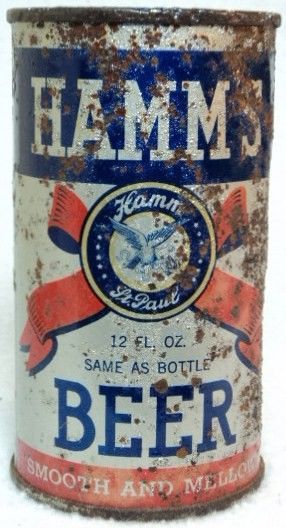 HAMM'S
Hamm
St. Paul
12 FL. OZ.
SAME AS BOTTLE
BEER
SMOOTH AND MELLOW